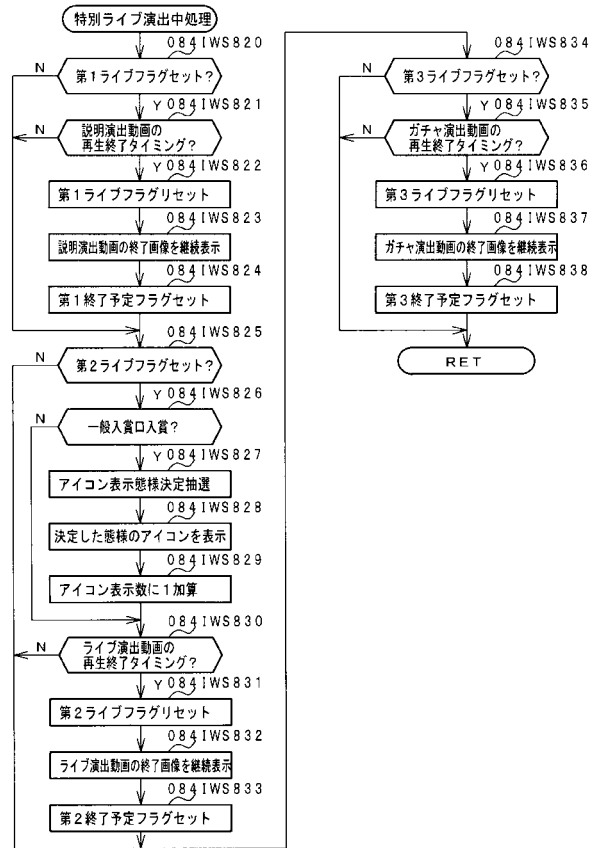 特別ライブ演出中処理
084IWS820
第1ライブフラグセット?
N
Y 084IWS821
説明演出動画の
再生終了タイミング?
N
Y 084IWS822
第1ライブフラグリセット
084IWS823
説明演出動画の終了画像を継続表示
084IWS824
第1終了予定フラグセット
084IWS825
第2ライブフラグセット?
N
Y 084IWS826
一般入賞口入賞?
N
Y 084IWS827
アイコン表示態様決定抽選
084IWS828
決定した態様のアイコンを表示
084IWS829
アイコン表示数に1加算
084IWS830
ライブ演出動画の
再生終了タイミング?
N
Y 084IWS831
第2ライブフラグリセット
084IWS832
ライブ演出動画の終了画像を継続表示
084IWS833
第2終了予定フラグセット
084IWS834
第3ライブフラグセット?
N
Y 084IWS835
ガチャ演出動画の
再生終了タイミング?
N
Y 084IWS836
第3ライブフラグリセット
084IWS837
ガチャ演出動画の終了画像を継続表示
084IWS838
第3終了予定フラグセット
RET